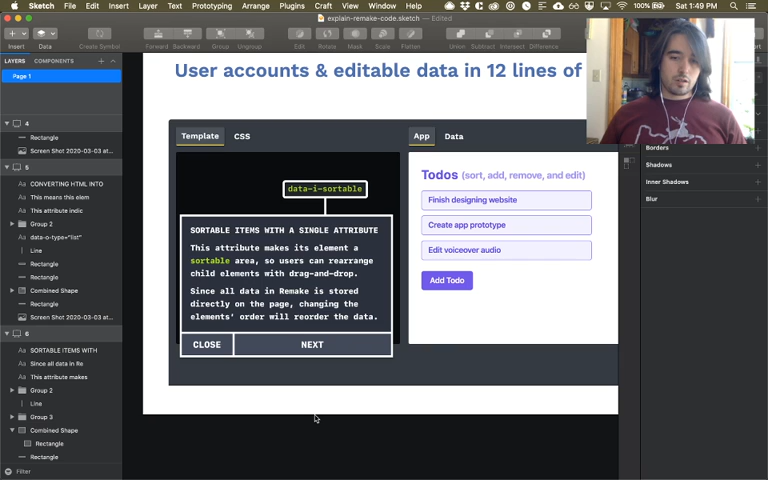 Sketch File Edit Insert Layer Text Prototyping Arrange Plugins Craft View Window Help
100% Sat 1:49 PM
explain-remake-code.sketch — Edited
Insert Data Create Symbol Forward Backward Group Ungroup Edit Rotate Mask Scale Union Subtract Intersect Difference
LAYERS COMPONENTS
Page 1
4
Rectangle
Screen Shot 2020-03-03 at...
5
CONVERTING HTML INTO
This means this elem
This attribute indic
Group 2
data-o-type="list"
Line
Rectangle
Rectangle
Combined Shape
Rectangle
Screen Shot 2020-03-03 at...
6
SORTABLE ITEMS WITH
Since all data in Re
This attribute makes
Group 2
Line
Group 3
Combined Shape
Rectangle
Rectangle
Filter
User accounts & editable data in 12 lines of
Template CSS
data-i-sortable
SORTABLE ITEMS WITH A SINGLE ATTRIBUTE
This attribute makes its element a
sortable area, so users can rearrange
child elements with drag-and-drop.
Since all data in Remake is stored
directly on the page, changing the
elements' order will reorder the data.
CLOSE NEXT
App Data
Todos (sort, add, remove, and edit)
Finish designing website
Create app prototype
Edit voiceover audio
Add Todo
Borders
Shadows
Inner Shadows
Blur